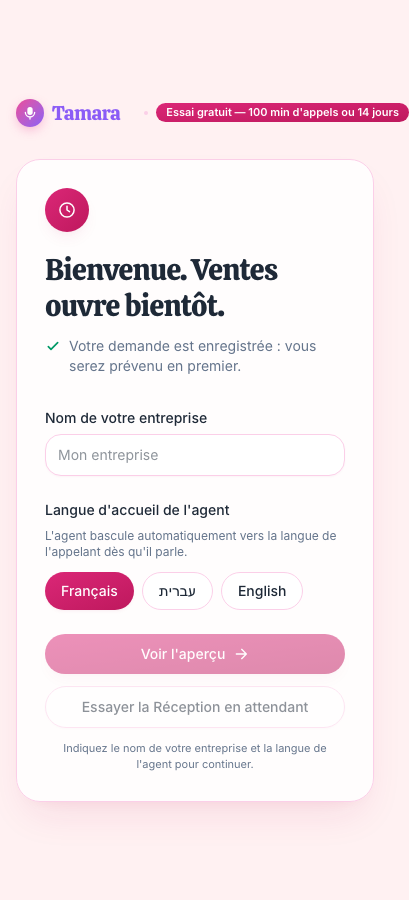 Tamara
Essai gratuit — 100 min d'appels ou 14 jours
Bienvenue. Ventes
ouvre bientôt.
Votre demande est enregistrée : vous
serez prévenu en premier.
Nom de votre entreprise
Mon entreprise
Langue d'accueil de l'agent
L'agent bascule automatiquement vers la langue de
l'appelant dès qu'il parle.
Français
עברית
English
Voir l'aperçu
Essayer la Réception en attendant
Indiquez le nom de votre entreprise et la langue de
l'agent pour continuer.